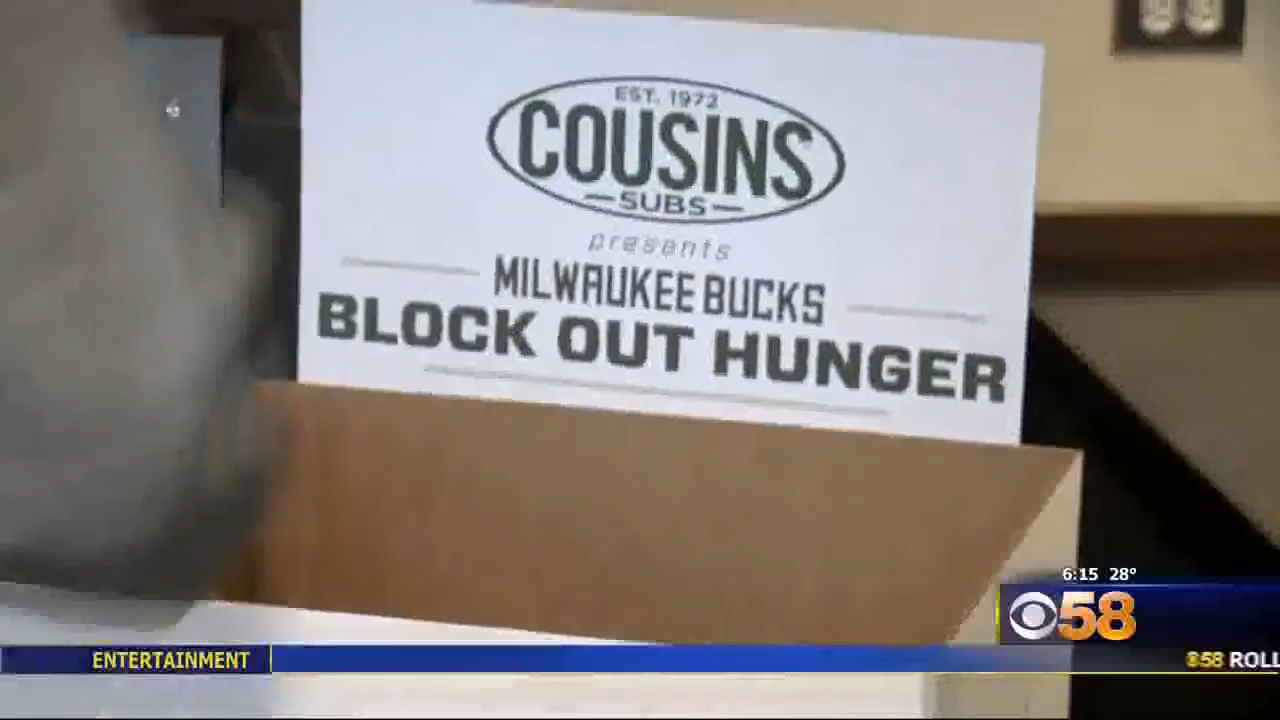 EST. 1972
COUSINS
SUBS
presents
MILWAUKEE BUCKS
BLOCK OUT HUNGER
6:15 28°
58
ENTERTAINMENT
58 ROLL